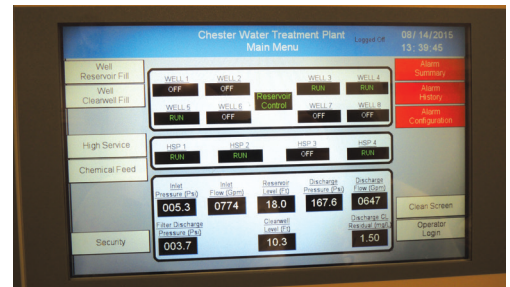 Chester Water Treatment Plant
Main Menu
Logged Off
08/ 14/2015
13; 39;45
Well
Reservoir Fill
Well
Clearwell Fill
High Service
Chemical Feed
Security
WELL 1
OFF
WELL 2
OFF
WELL 3
RUN
WELL 4
RUN
Reservoir
Control
WELL 5
RUN
WELL 6
OFF
WELL 7
OFF
WELL 8
OFF
HSP 1
RUN
HSP 2
RUN
HSP 3
OFF
HSP 4
RUN
Inlet
Pressure (Psi)
005.3
Inlet
Flow (Gpm)
0774
Reservoir
Level (Ft)
18.0
Discharge
Pressure (Psi)
167.6
Discharge
Flow (Gpm)
0647
Filter Discharge
Pressure (Psi)
003.7
Clearwell
Level (Ft)
10.3
Discharge CL
Residual (mg/L)
1.50
Alarm
Summary
Alarm
History
Alarm
Configuration
Clean Screen
Operator
Login